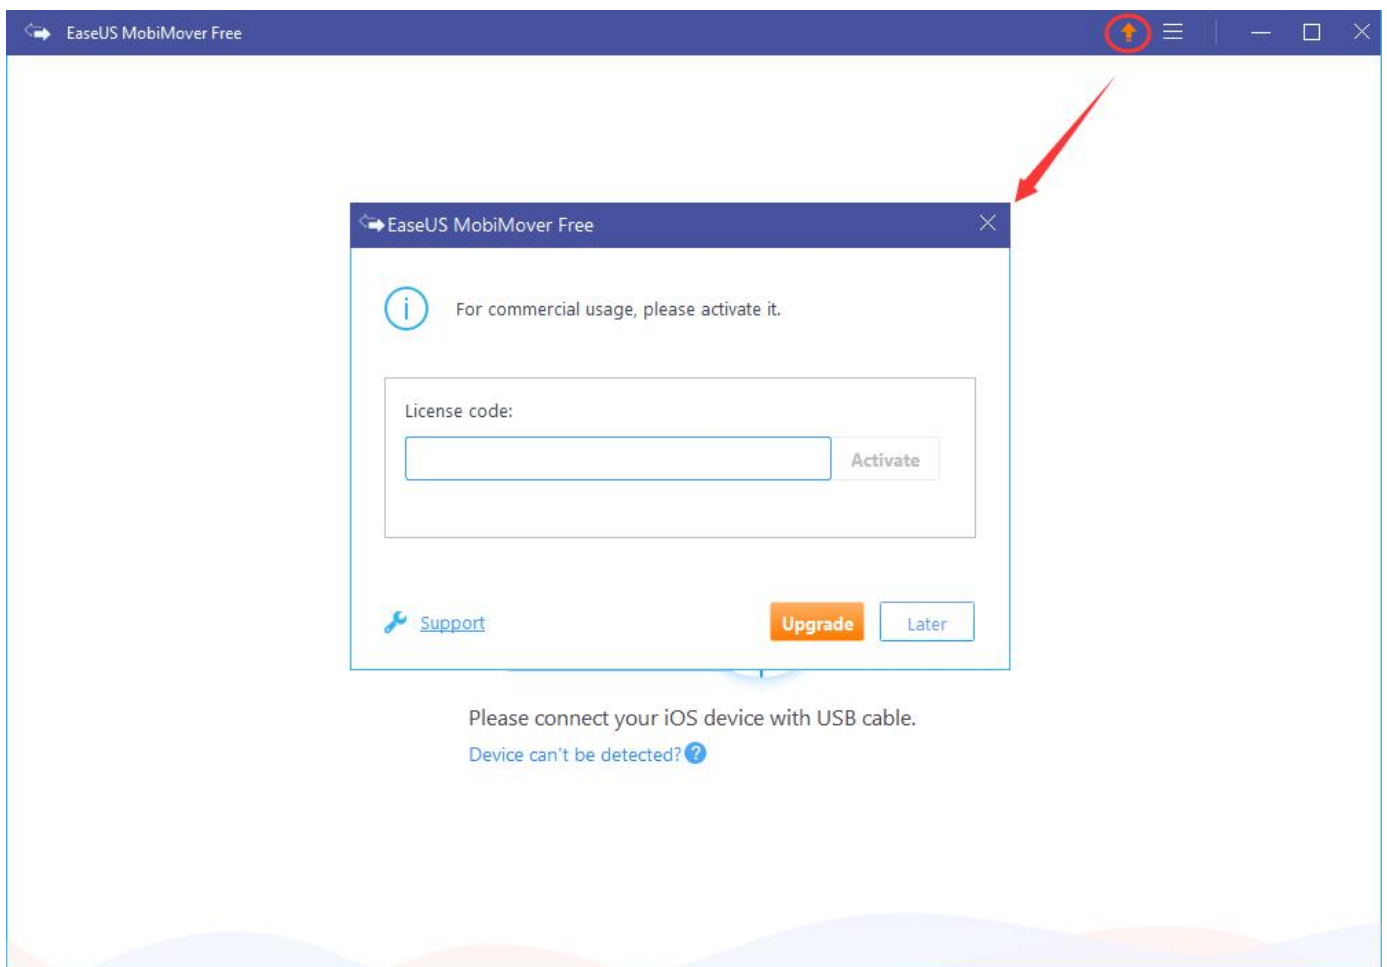 EaseUS MobiMover Free
EaseUS MobiMover Free
For commercial usage, please activate it.
License code:
Activate
Support
Upgrade
Later
Please connect your iOS device with USB cable.
Device can't be detected?